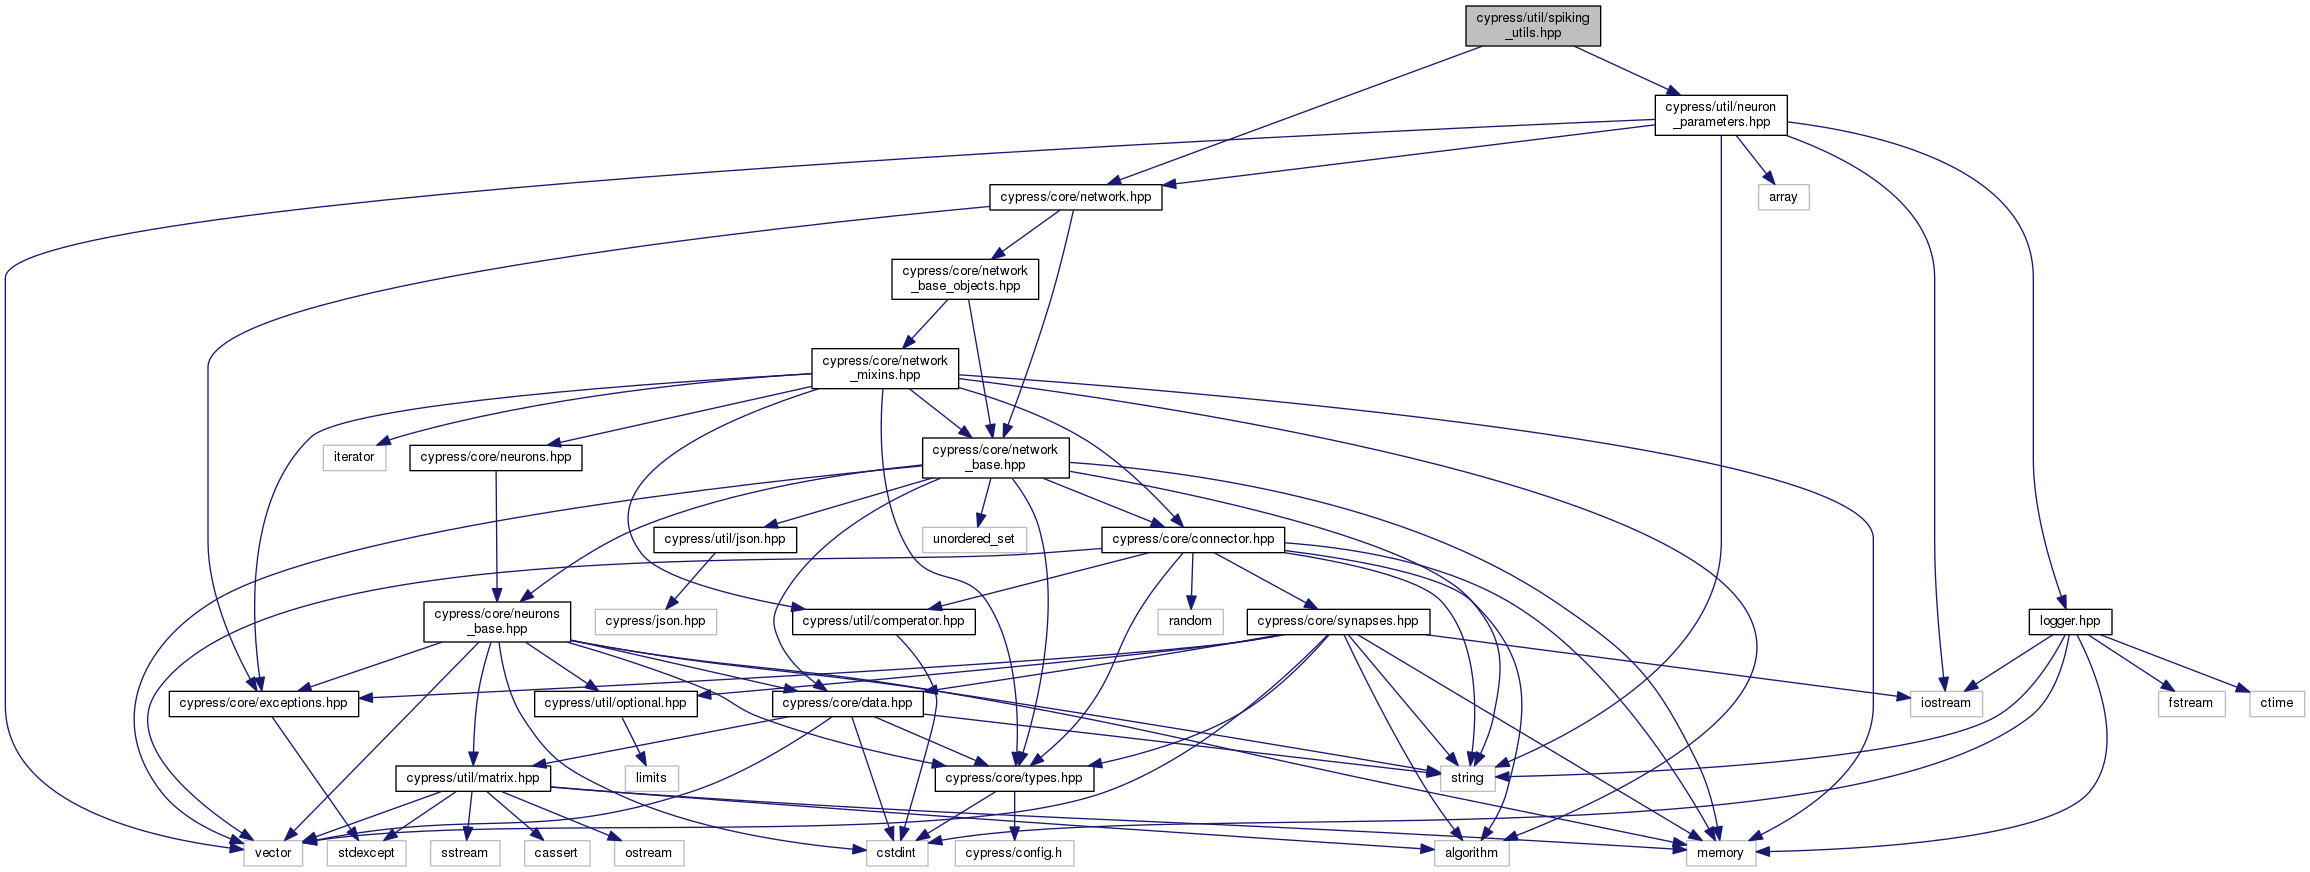 cypress/util/spiking
_utils.hpp
cypress/util/neuron
_parameters.hpp
cypress/core/network.hpp
array
cypress/core/network
_base_objects.hpp
cypress/core/network
_mixins.hpp
iterator
cypress/core/neurons.hpp
cypress/core/network
_base.hpp
cypress/util/json.hpp
unordered_set
cypress/core/connector.hpp
cypress/core/neurons
_base.hpp
cypress/json.hpp
cypress/util/comperator.hpp
random
cypress/core/synapses.hpp
logger.hpp
cypress/core/exceptions.hpp
cypress/util/optional.hpp
cypress/core/data.hpp
iostream
fstream
ctime
cypress/util/matrix.hpp
limits
cypress/core/types.hpp
string
vector
stdexcept
sstream
cassert
ostream
cstdint
cypress/config.h
algorithm
memory